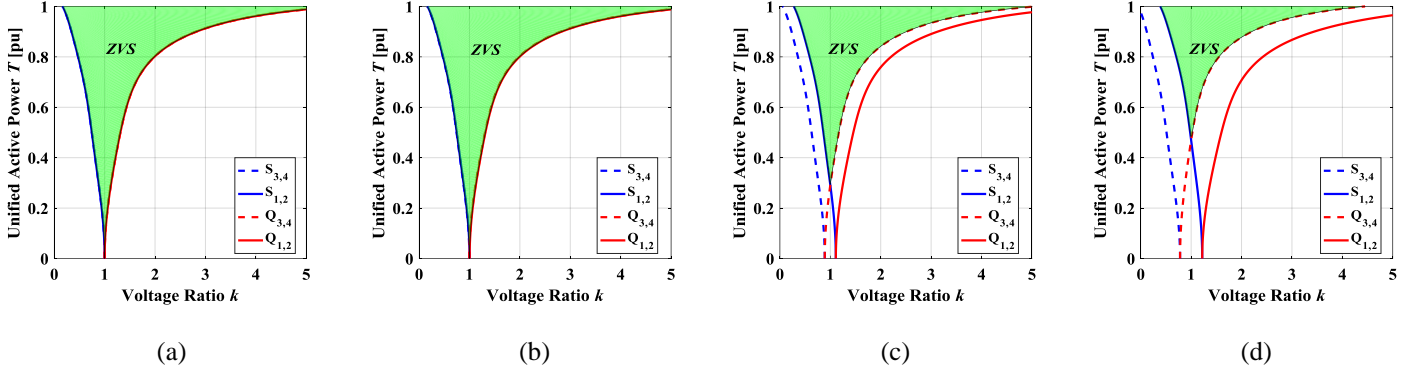 Unified Active Power T [pu]
1
0.8
0.6
0.4
0.2
0
ZVS
S3,4
S1,2
Q3,4
Q1,2
0 1 2 3 4 5
Voltage Ratio k
(a)
Unified Active Power T [pu]
1
0.8
0.6
0.4
0.2
0
ZVS
S3,4
S1,2
Q3,4
Q1,2
0 1 2 3 4 5
Voltage Ratio k
(b)
Unified Active Power T [pu]
1
0.8
0.6
0.4
0.2
0
ZVS
S3,4
S1,2
Q3,4
Q1,2
0 1 2 3 4 5
Voltage Ratio k
(c)
Unified Active Power T [pu]
1
0.8
0.6
0.4
0.2
0
ZVS
S3,4
S1,2
Q3,4
Q1,2
0 1 2 3 4 5
Voltage Ratio k
(d)